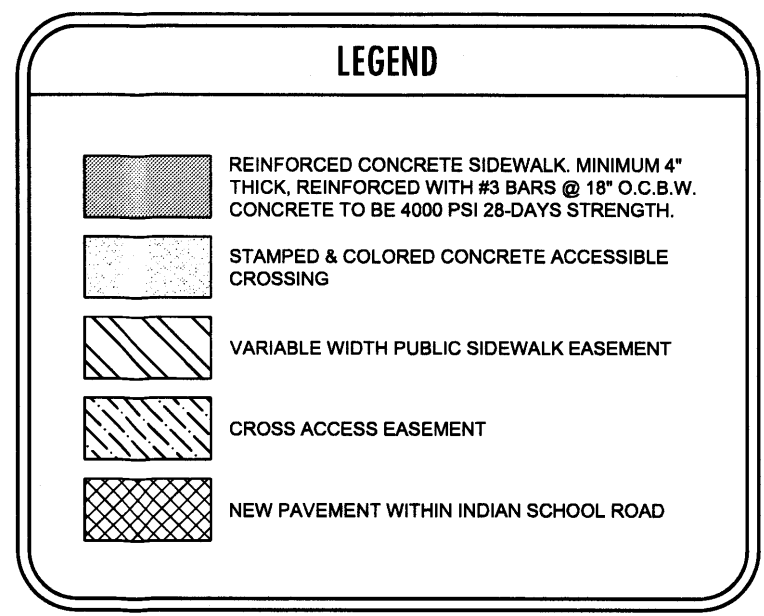 LEGEND
REINFORCED CONCRETE SIDEWALK. MINIMUM 4"
THICK, REINFORCED WITH #3 BARS @ 18" O.C.B.W.
CONCRETE TO BE 4000 PSI 28-DAYS STRENGTH.
STAMPED & COLORED CONCRETE ACCESSIBLE
CROSSING
VARIABLE WIDTH PUBLIC SIDEWALK EASEMENT
CROSS ACCESS EASEMENT
NEW PAVEMENT WITHIN INDIAN SCHOOL ROAD